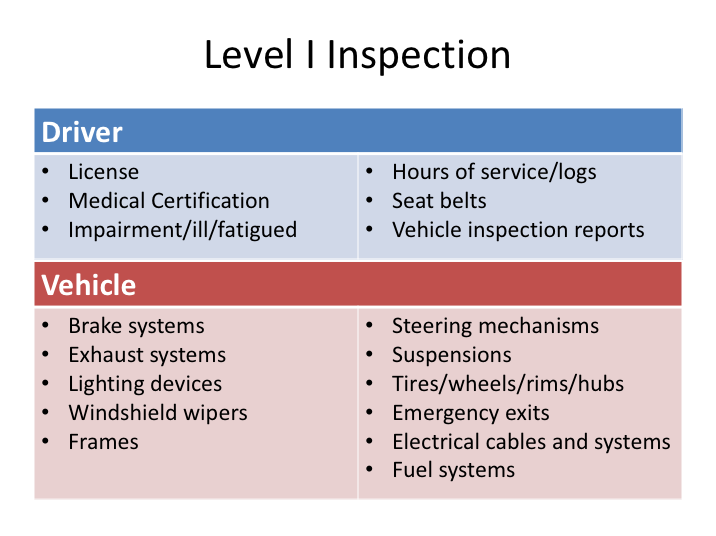 Level I Inspection
Driver
• License
• Medical Certification
• Impairment/ill/fatigued
• Hours of service/logs
• Seat belts
• Vehicle inspection reports
Vehicle
• Brake systems
• Exhaust systems
• Lighting devices
• Windshield wipers
• Frames
• Steering mechanisms
• Suspensions
• Tires/wheels/rims/hubs
• Emergency exits
• Electrical cables and systems
• Fuel systems